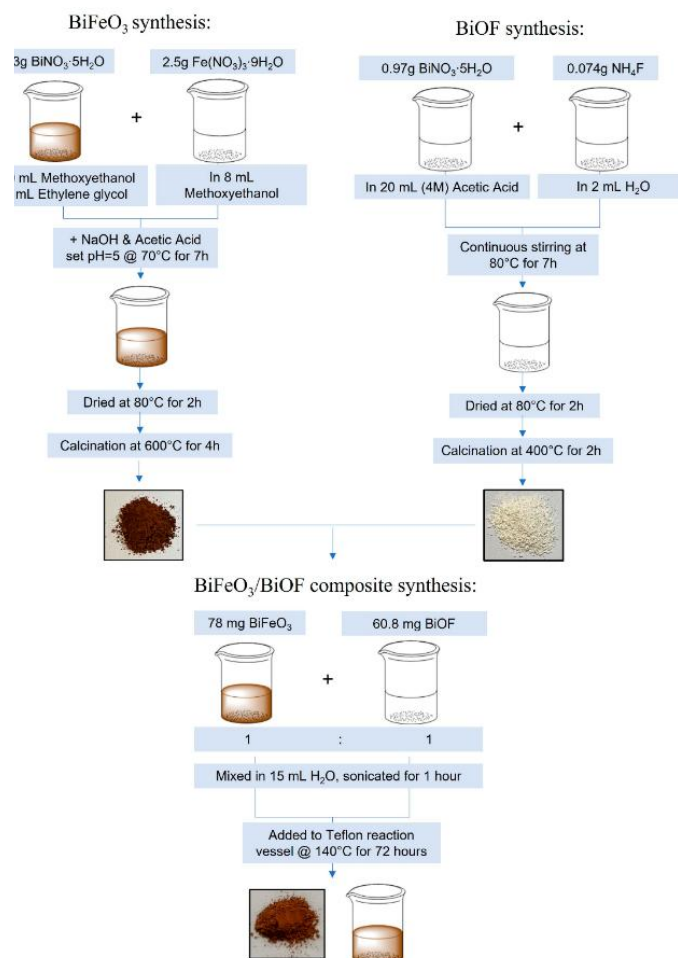 BiFeO₃ synthesis:
BiOF synthesis:
3g BiNO₃·5H₂O
2.5g Fe(NO₃)₃·9H₂O
0.97g BiNO₃·5H₂O
0.074g NH₄F
+
+
mL Methoxyethanol
mL Ethylene glycol
In 8 mL
Methoxyethanol
In 20 mL (4M) Acetic Acid
In 2 mL H₂O
+ NaOH & Acetic Acid
set pH=5 @ 70°C for 7h
Continuous stirring at
80°C for 7h
Dried at 80°C for 2h
Dried at 80°C for 2h
Calcination at 600°C for 4h
Calcination at 400°C for 2h
BiFeO₃/BiOF composite synthesis:
78 mg BiFeO₃
60.8 mg BiOF
+
1 : 1
Mixed in 15 mL H₂O, sonicated for 1 hour
Added to Teflon reaction
vessel @ 140°C for 72 hours